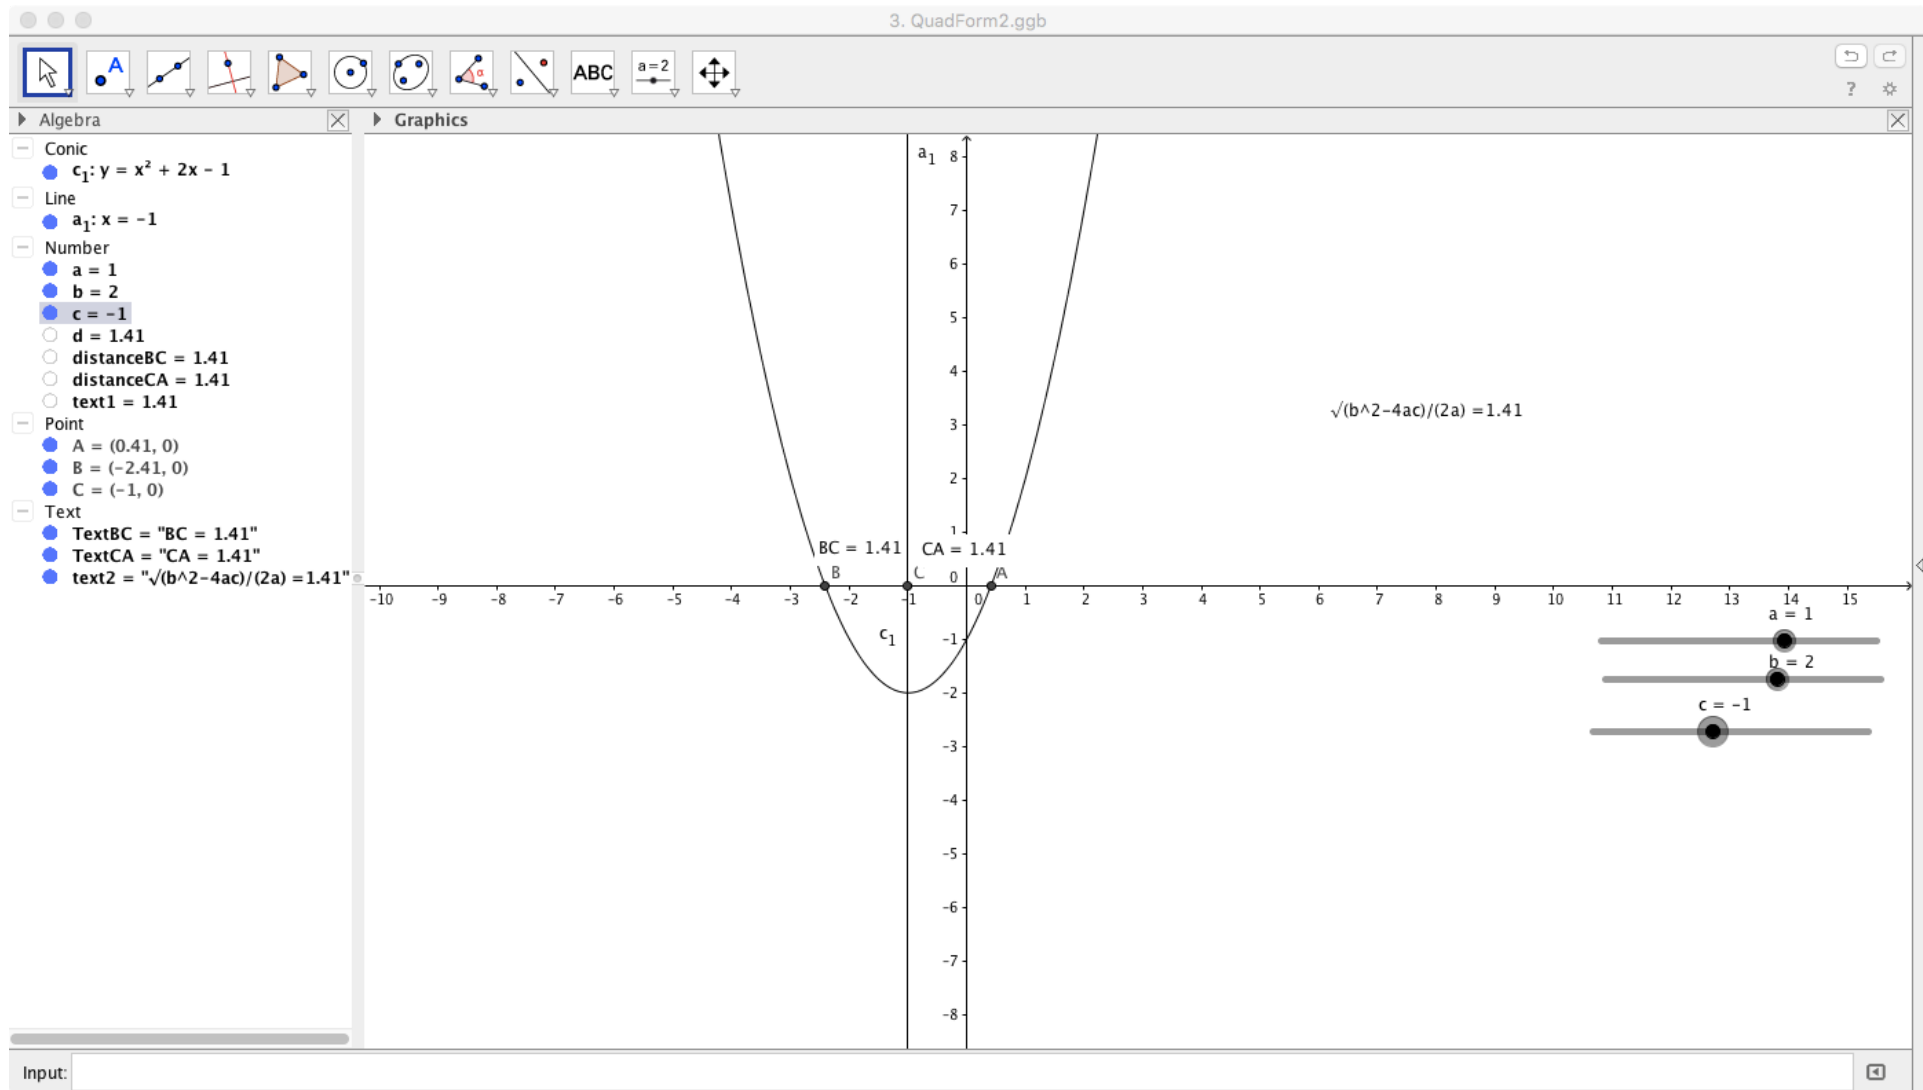 3. QuadForm2.ggb
A α ABC a=2
?
Algebra
Graphics
Conic
c₁: y = x² + 2x − 1
Line
a₁: x = −1
Number
a = 1
b = 2
c = −1
d = 1.41
distanceBC = 1.41
distanceCA = 1.41
text1 = 1.41
Point
A = (0.41, 0)
B = (−2.41, 0)
C = (−1, 0)
Text
TextBC = "BC = 1.41"
TextCA = "CA = 1.41"
text2 = "√(b^2−4ac)/(2a) =1.41"
a₁
8
7
6
5
4
√(b^2−4ac)/(2a) =1.41
3
2
1
BC = 1.41 CA = 1.41
B C 0 A
-10 -9 -8 -7 -6 -5 -4 -3 -2 -1 0 1 2 3 4 5 6 7 8 9 10 11 12 13 14 15
a = 1
c₁
-1
b = 2
-2
c = −1
-3
-4
-5
-6
-7
-8
Input: